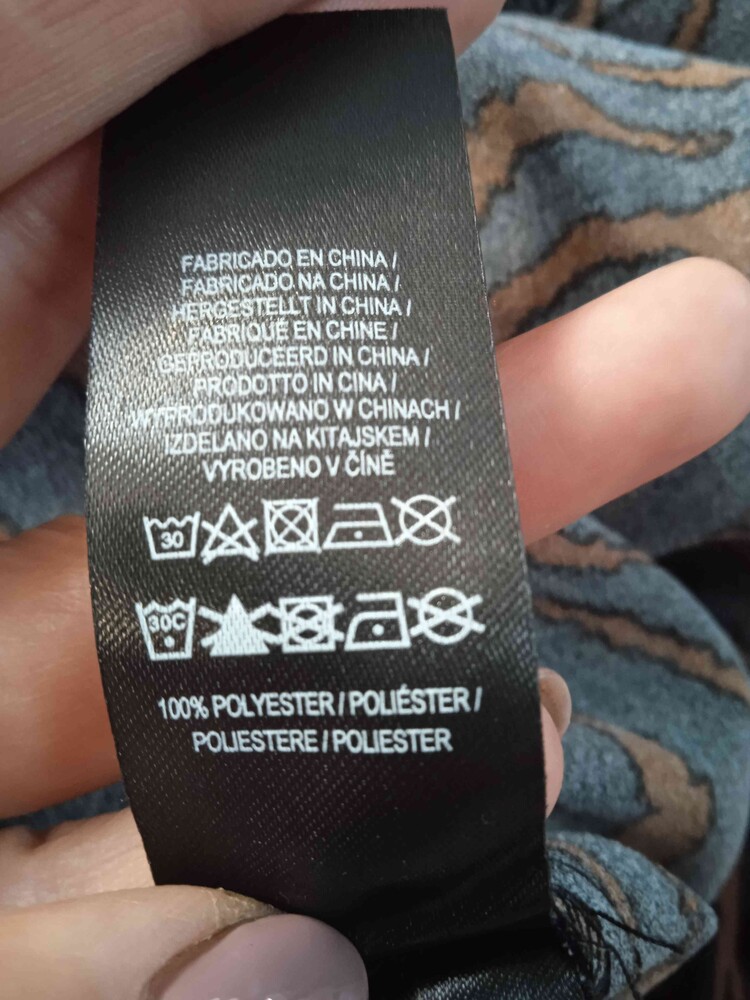 FABRICADO EN CHINA /
FABRICADO NA CHINA /
HERGESTELLT IN CHINA /
FABRIQUÉ EN CHINE /
GEPRODUCEERD IN CHINA /
PRODOTTO IN CINA /
WYPRODUKOWANO W CHINACH /
IZDELANO NA KITAJSKEM /
VYROBENO V ČÍNĚ
30
30C
100% POLYESTER / POLIÉSTER /
POLIESTERE / POLIESTER